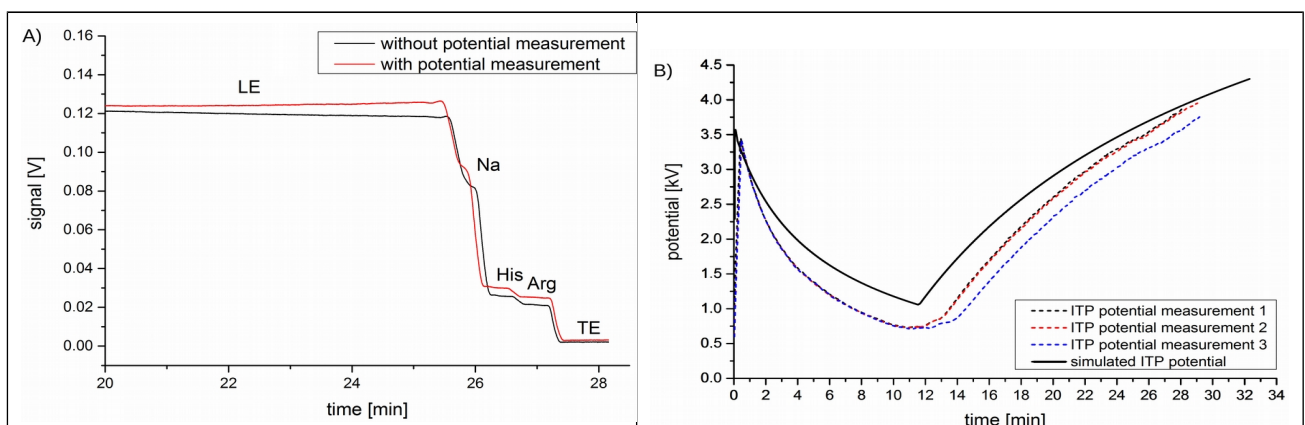 A)
0.16
0.14
0.12
0.10
0.08
0.06
0.04
0.02
0.00
signal [V]
without potential measurement
with potential measurement
LE
Na
His
Arg
TE
20
22
24
26
28
time [min]
B)
4.5
4.0
3.5
3.0
2.5
2.0
1.5
1.0
0.5
0.0
potential [kV]
ITP potential measurement 1
ITP potential measurement 2
ITP potential measurement 3
simulated ITP potential
0 2 4 6 8 10 12 14 16 18 20 22 24 26 28 30 32 34
time [min]